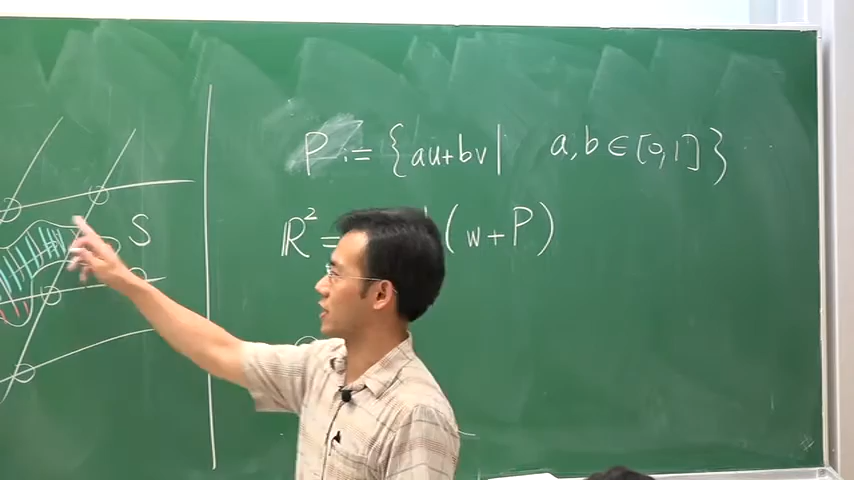 S
P := {au+bv | a,b ∈ [0,1]}
R² = (w+P)